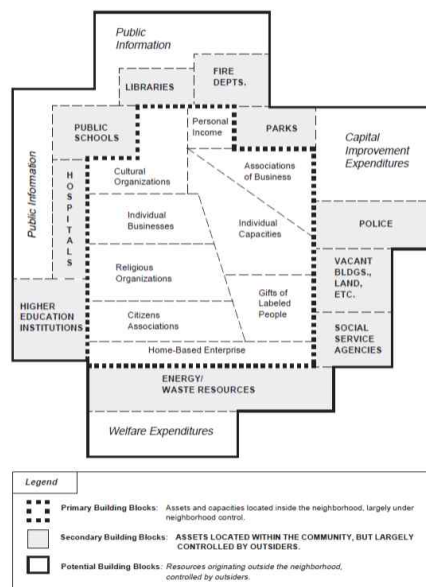 Public
Information
FIRE
DEPTS.
LIBRARIES
PUBLIC
SCHOOLS
Personal
Income
PARKS
Capital
Improvement
Expenditures
Public Information
HOSPITALS
Cultural
Organizations
Associations
of Business
Individual
Businesses
Individual
Capacities
POLICE
Religious
Organizations
VACANT
BLDGS.,
LAND,
ETC.
HIGHER
EDUCATION
INSTITUTIONS
Citizens
Associations
Gifts of
Labeled
People
SOCIAL
SERVICE
AGENCIES
Home-Based Enterprise
ENERGY/
WASTE RESOURCES
Welfare Expenditures
Legend
Primary Building Blocks: Assets and capacities located inside the neighborhood, largely under
neighborhood control.
Secondary Building Blocks: ASSETS LOCATED WITHIN THE COMMUNITY, BUT LARGELY
CONTROLLED BY OUTSIDERS.
Potential Building Blocks: Resources originating outside the neighborhood,
controlled by outsiders.